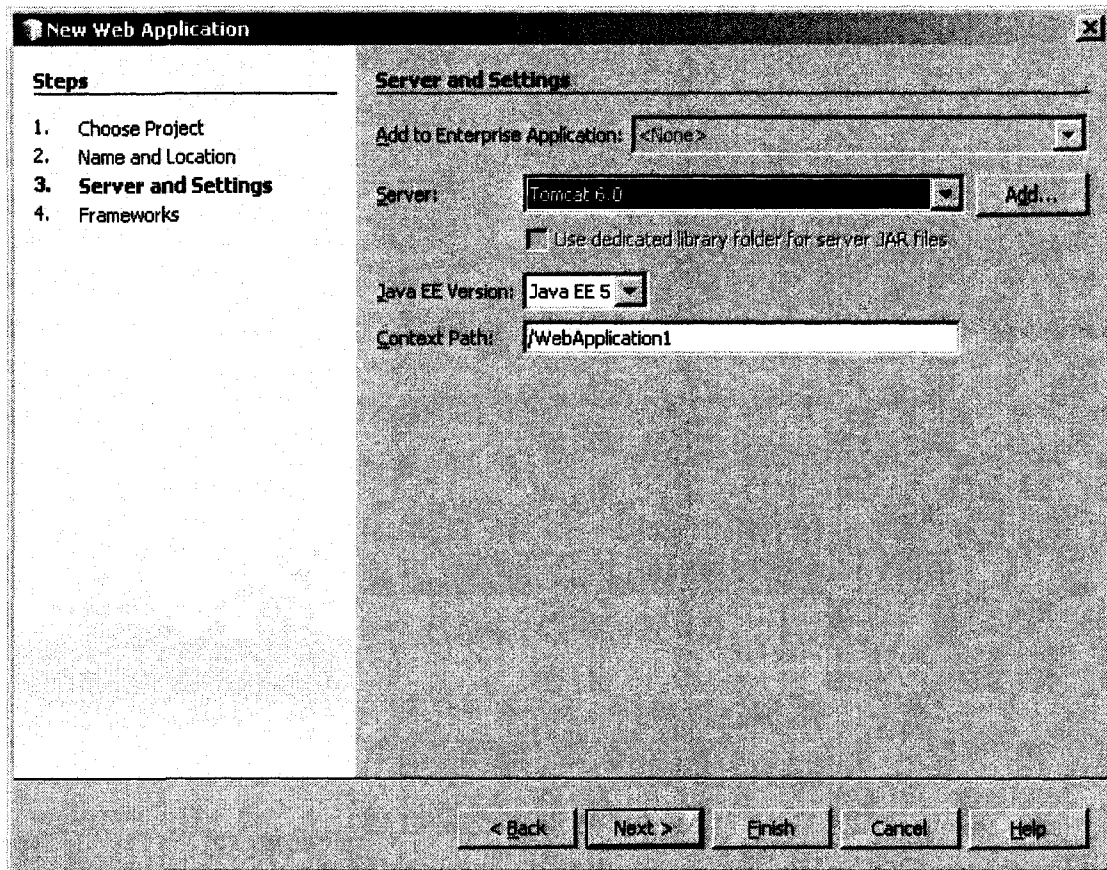 New Web Application
Steps
1. Choose Project
2. Name and Location
3. Server and Settings
4. Frameworks
Server and Settings
Add to Enterprise Application: <None>
Server: Tomcat 6.0 Add...
Use dedicated library folder for server JAR files
Java EE Version: Java EE 5
Context Path: /WebApplication1
< Back Next > Finish Cancel Help